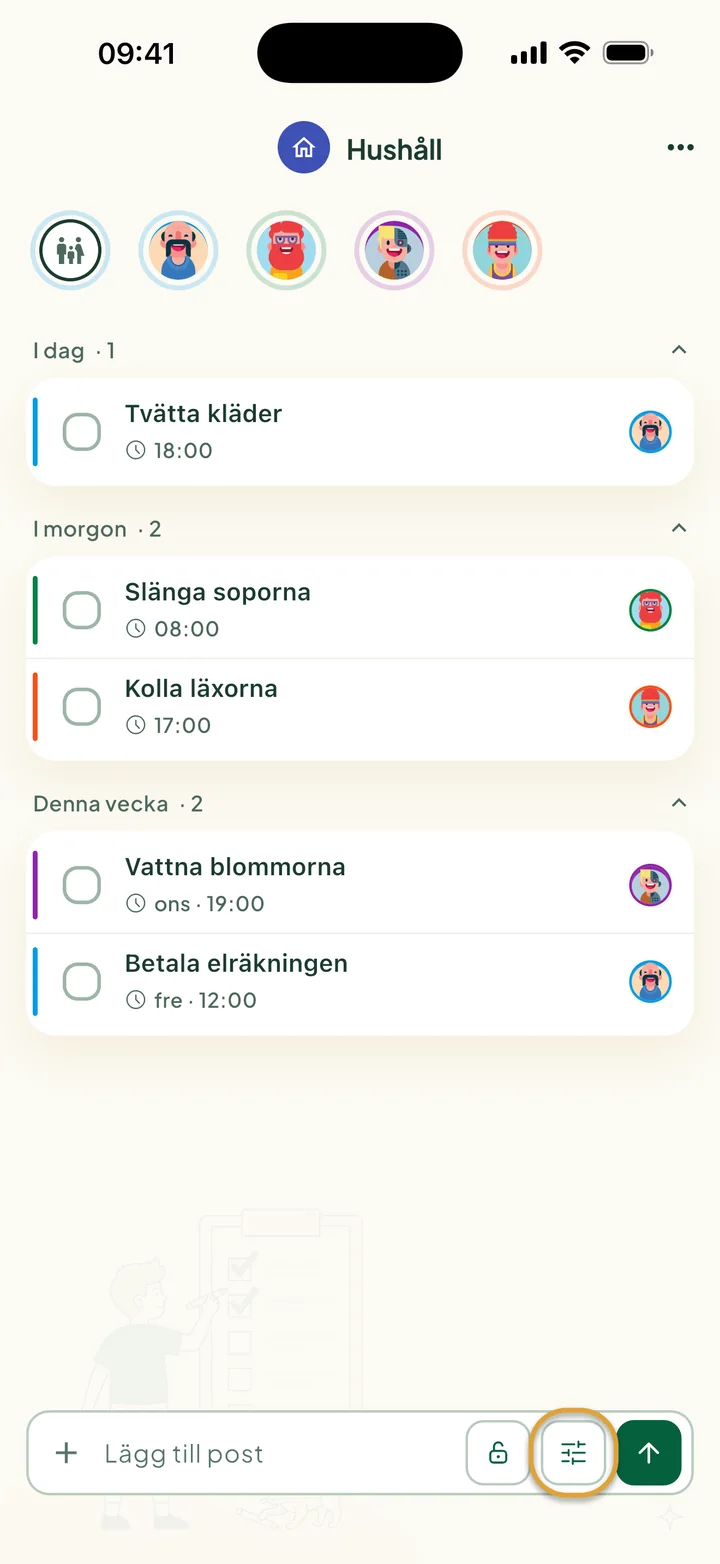 09:41
Hushåll
I dag · 1
Tvätta kläder
18:00
I morgon · 2
Slänga soporna
08:00
Kolla läxorna
17:00
Denna vecka · 2
Vattna blommorna
ons · 19:00
Betala elräkningen
fre · 12:00
Lägg till post